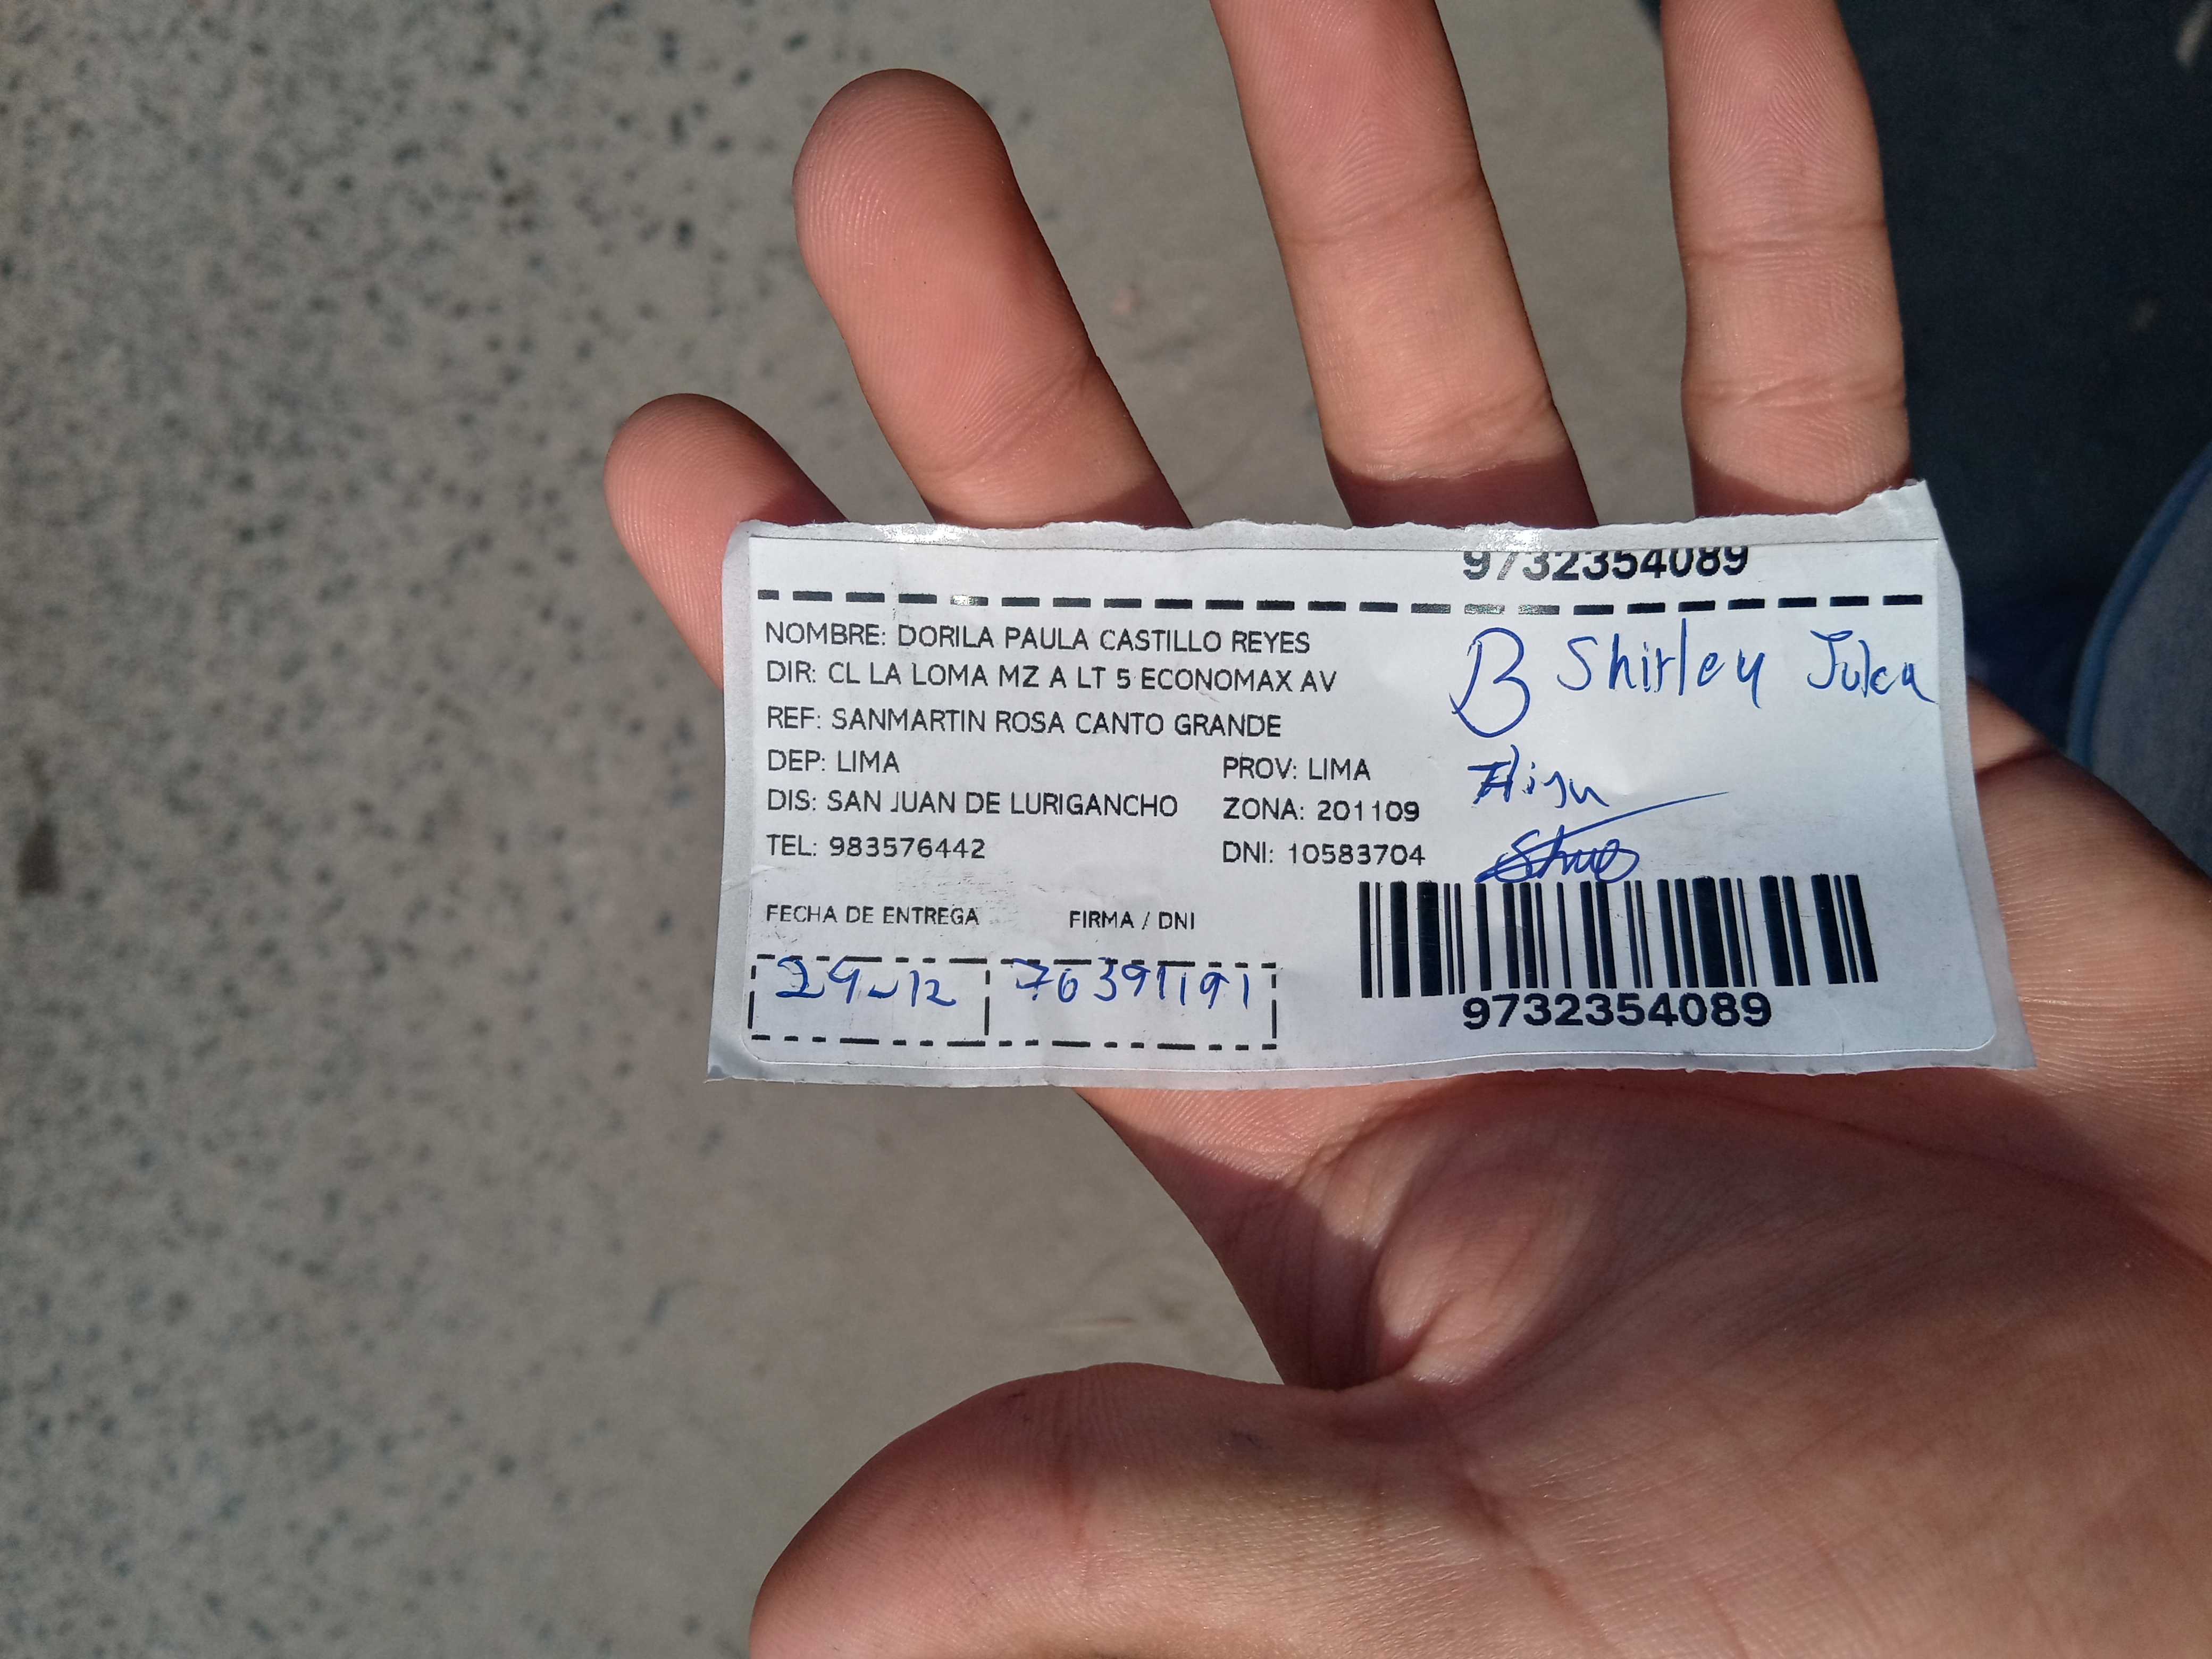 9732354089
NOMBRE: DORILA PAULA CASTILLO REYES
DIR: CL LA LOMA MZ A LT 5 ECONOMAX AV
REF: SANMARTIN ROSA CANTO GRANDE
DEP: LIMA PROV: LIMA
DIS: SAN JUAN DE LURIGANCHO ZONA: 201109
TEL: 983576442 DNI: 10583704
B Shirley Julca
FECHA DE ENTREGA FIRMA / DNI
29-12 76391191
9732354089